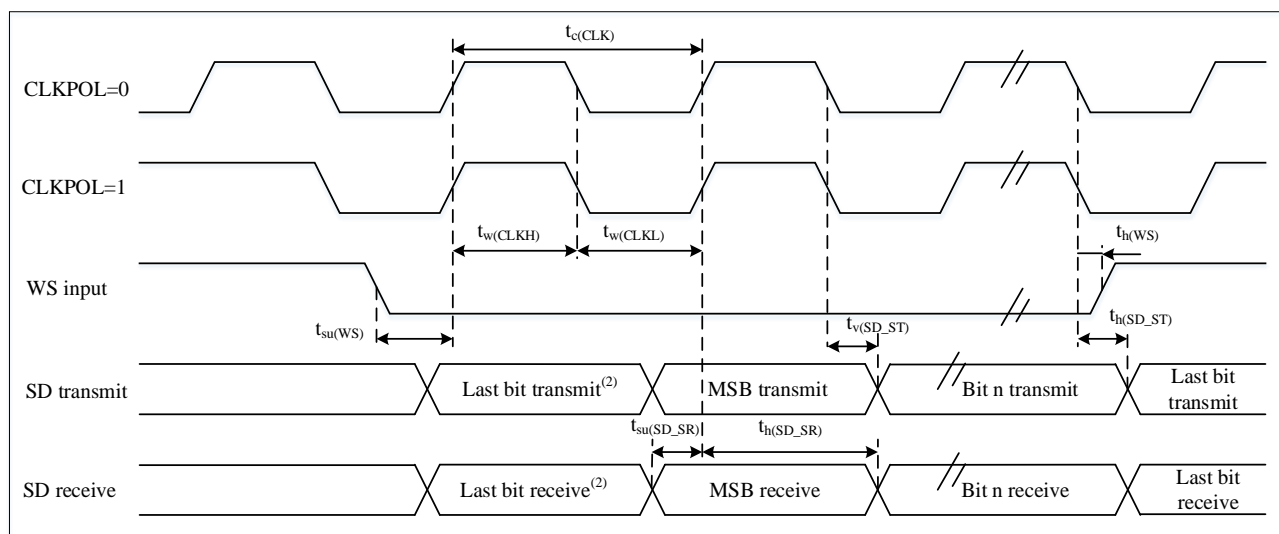 tc(CLK)
CLKPOL=0
CLKPOL=1
tw(CLKH)
tw(CLKL)
th(WS)
WS input
tsu(WS)
tv(SD_ST)
th(SD_ST)
SD transmit
Last bit transmit(2)
MSB transmit
Bit n transmit
Last bit
transmit
tsu(SD_SR)
th(SD_SR)
SD receive
Last bit receive(2)
MSB receive
Bit n receive
Last bit
receive